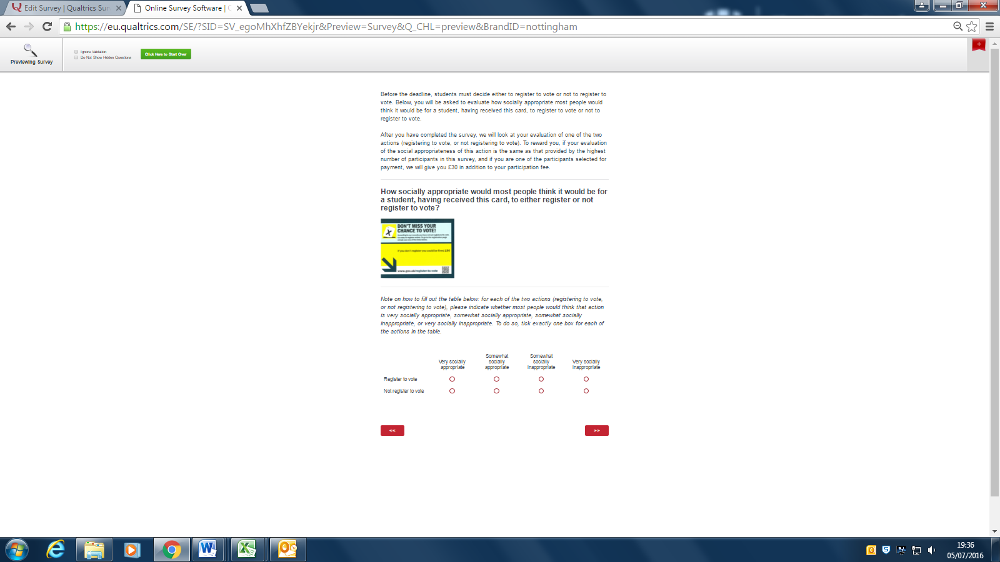 Edit Survey | Qualtrics Sur
Online Survey Software |
https://eu.qualtrics.com/SE/?SID=SV_egoMhXhfZBYekjr&Preview=Survey&Q_CHL=preview&BrandID=nottingham
Previewing Survey
Ignore Validation
Do Not Show Hidden Questions
Click Here to Start Over
Before the deadline, students must decide either to register to vote or not to register to
vote. Below, you will be asked to evaluate how socially appropriate most people would
think it would be for a student, having received this card, to register to vote or not to
register to vote.
After you have completed the survey, we will look at your evaluation of one of the two
actions (registering to vote, or not registering to vote). To reward you, if your evaluation
of the social appropriateness of this action is the same as that provided by the highest
number of participants in this survey, and if you are one of the participants selected for
payment, we will give you £30 in addition to your participation fee.
How socially appropriate would most people think it would be for
a student, having received this card, to either register or not
register to vote?
DON'T MISS YOUR
CHANCE TO VOTE!
If you don't register you could be fined £80
www.gov.uk/register-to-vote
Note on how to fill out the table below: for each of the two actions (registering to vote,
or not registering to vote), please indicate whether most people would think that action
is very socially appropriate, somewhat socially appropriate, somewhat socially
inappropriate, or very socially inappropriate. To do so, tick exactly one box for each of
the actions in the table.
Very socially
appropriate
Somewhat
socially
appropriate
Somewhat
socially
inappropriate
Very socially
inappropriate
Register to vote
Not register to vote
<<
>>
19:36
05/07/2016